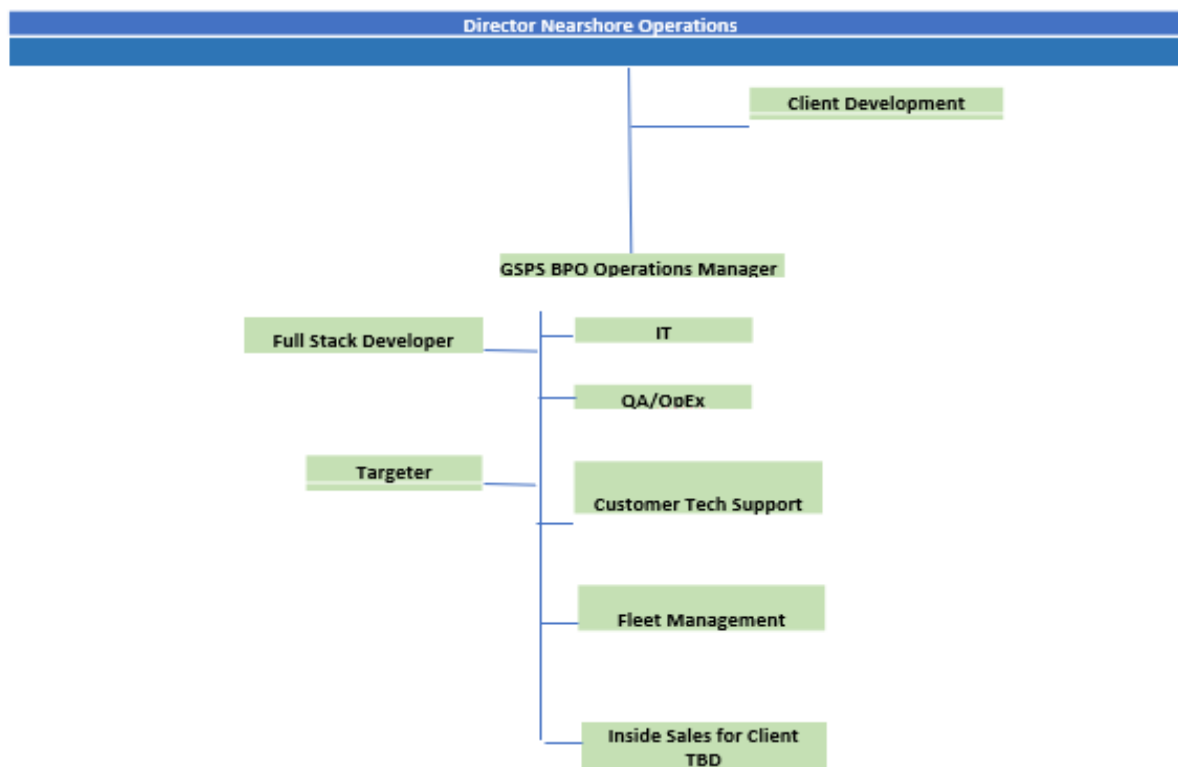 Director Nearshore Operations
Client Development
GSPS BPO Operations Manager
Full Stack Developer
IT
QA/OpEx
Targeter
Customer Tech Support
Fleet Management
Inside Sales for Client
TBD